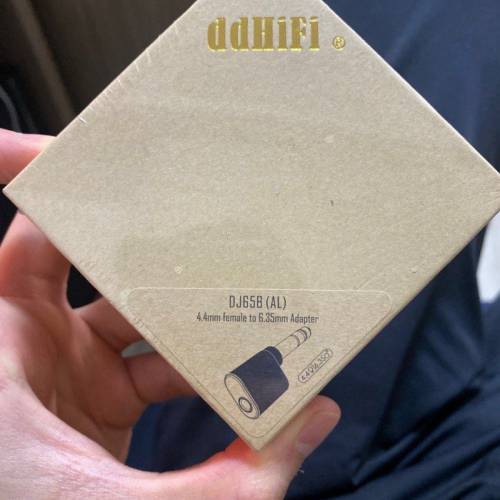 ddHiFi ®
DJ65B (AL)
4.4mm female to 6.35mm Adapter